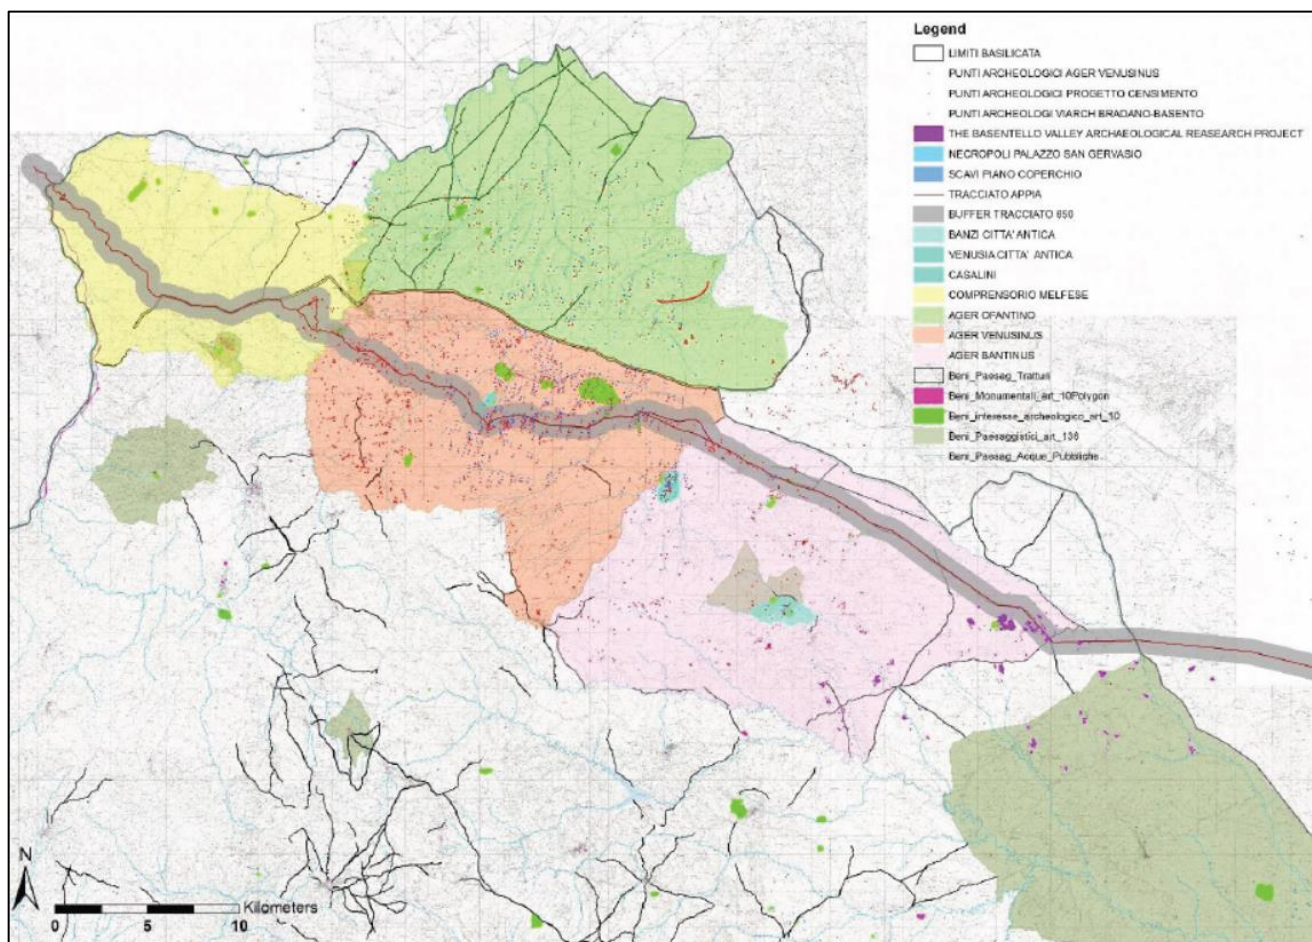 Legend
LIMITI BASILICATA
PUNTI ARCHEOLOGICI AGER VENUSINUS
PUNTI ARCHEOLOGICI PROGETTO CENSIMENTO
PUNTI ARCHEOLOGI VIARCH BRADANO-BASENTO
THE BASENTELLO VALLEY ARCHAEOLOGICAL REASEARCH PROJECT
NECROPOLI PALAZZO SAN GERVASIO
SCAVI PIANO COPERCHIO
TRACCIATO APPIA
BUFFER TRACCIATO 650
BANZI CITTA' ANTICA
VENUSIA CITTA' ANTICA
CASALINI
COMPRENSORIO MELFESE
AGER OFANTINO
AGER VENUSINUS
AGER BANTINUS
Beni_Paesag_Tratturi
Beni_Monumentali_art_10Polygon
Beni_interesse_archeologico_art_10
Beni_Paesaggistici_art_136
Beni_Paesag_Acque_Pubbliche
N
Kilometers
0 5 10